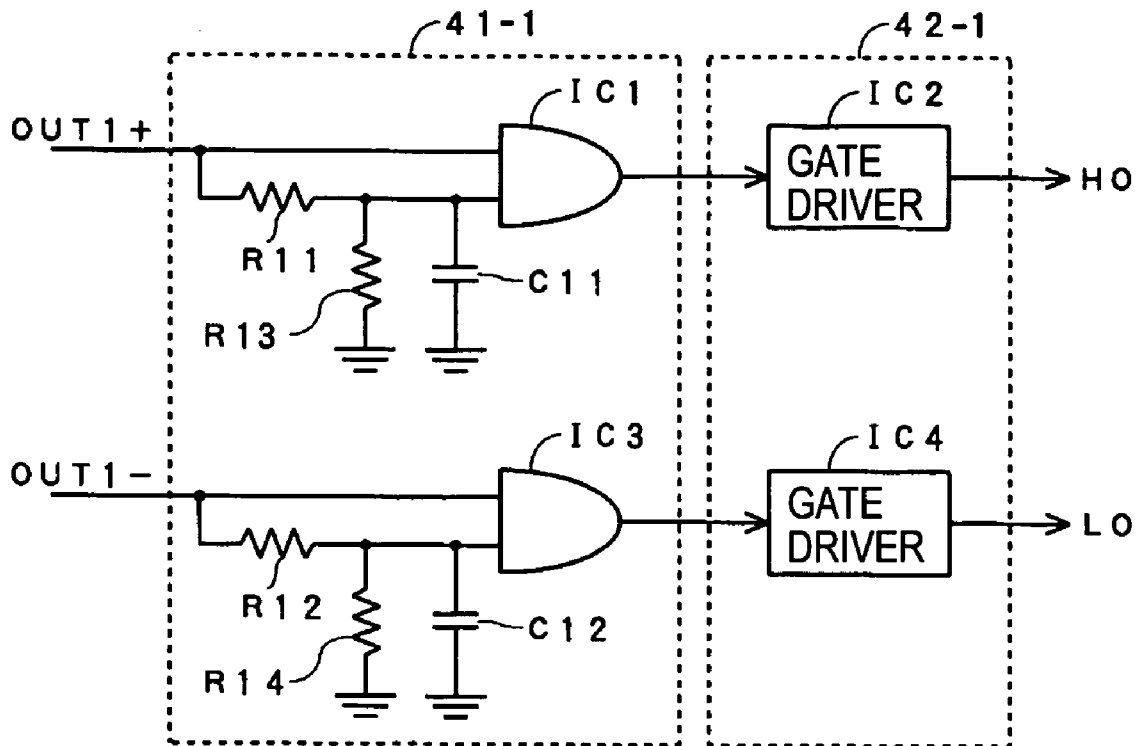 41-1
42-1
IC1
IC2
OUT1+
GATE
DRIVER
HO
R11
C11
R13
IC3
IC4
OUT1-
GATE
DRIVER
LO
R12
C12
R14